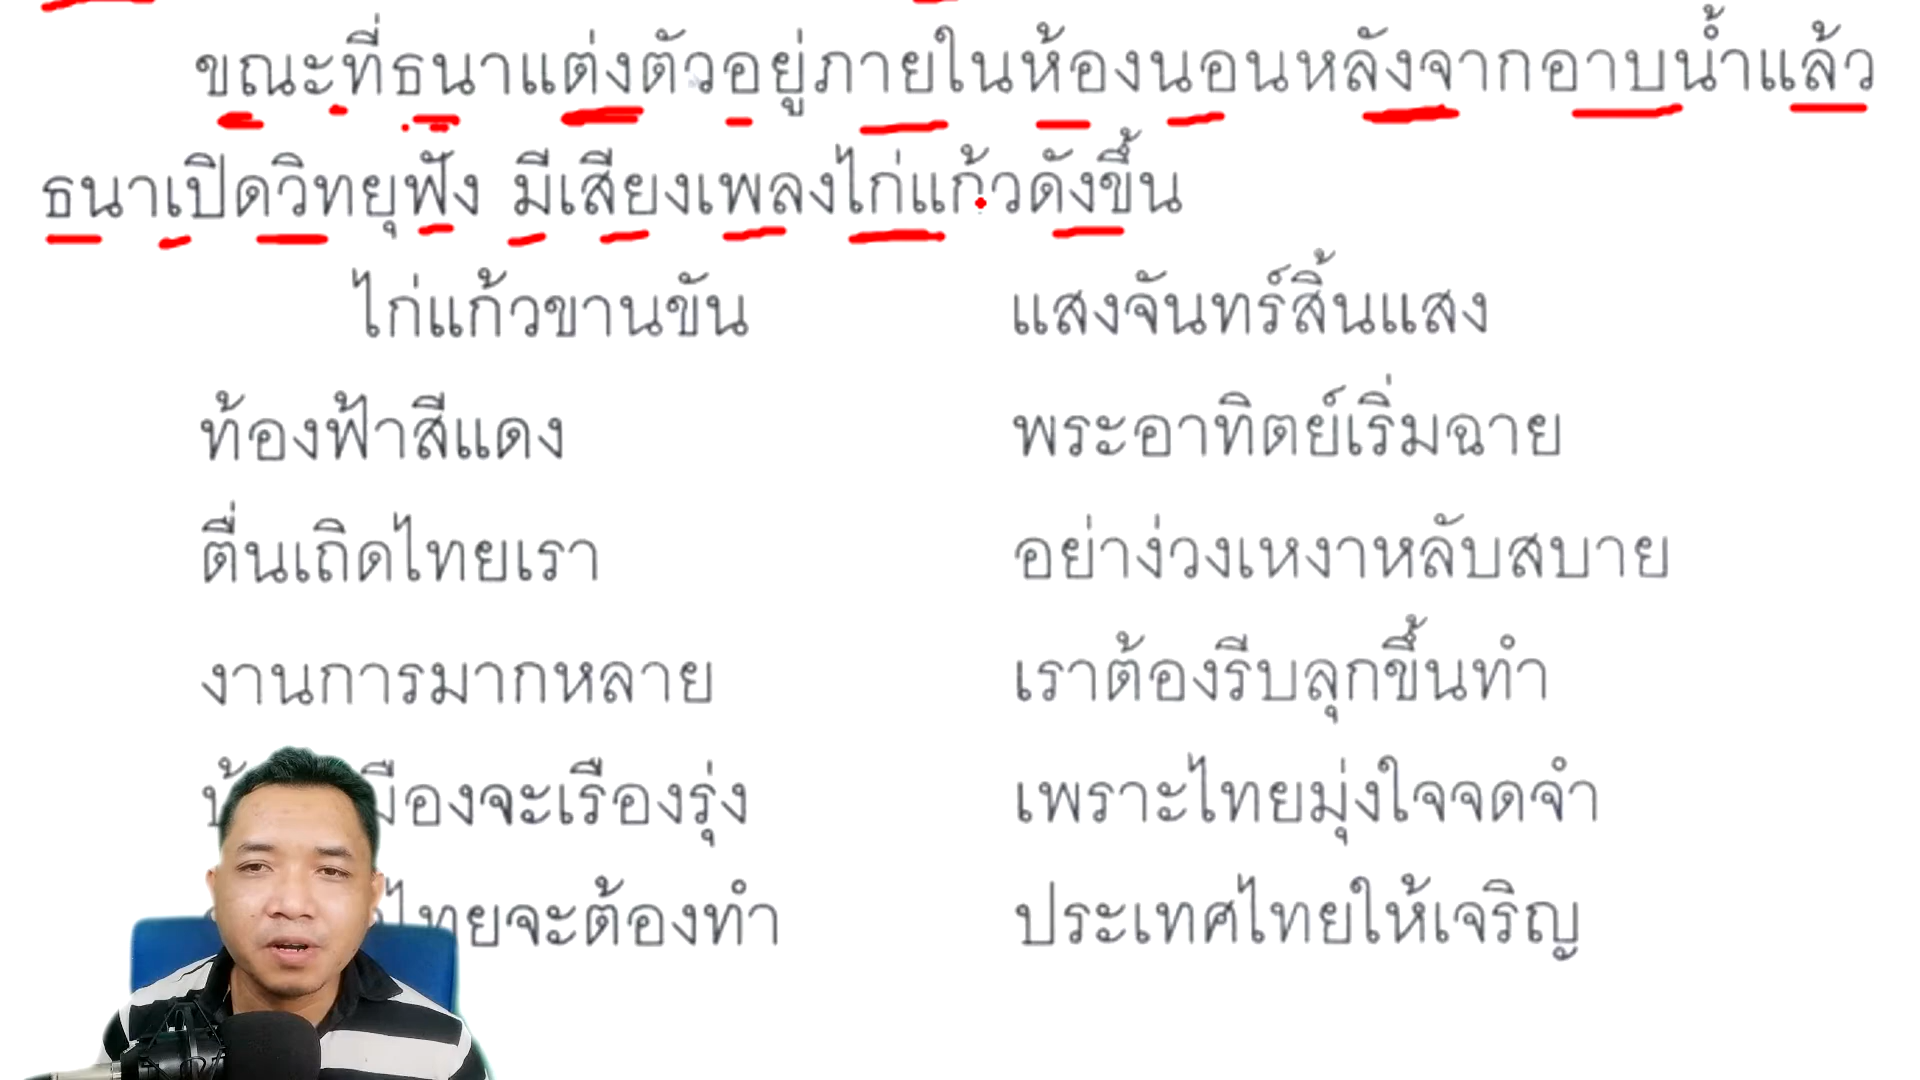 ขณะที่ธนาแต่งตัวอยู่ภายในห้องนอนหลังจากอาบน้ำแล้ว
ธนาเปิดวิทยุฟัง มีเสียงเพลงไก่แก้วดังขึ้น
ไก่แก้วขานขัน แสงจันทร์สิ้นแสง
ท้องฟ้าสีแดง พระอาทิตย์เริ่มฉาย
ตื่นเถิดไทยเรา อย่าง่วงเหงาหลับสบาย
งานการมากหลาย เราต้องรีบลุกขึ้นทำ
จะเรืองรุ่ง เพราะไทยมุ่งใจจดจำ
ไทยจะต้องทำ ประเทศไทยให้เจริญ